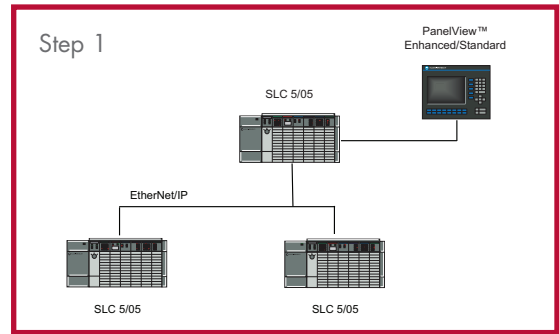 Step 1
PanelView™
Enhanced/Standard
SLC 5/05
EtherNet/IP
SLC 5/05
SLC 5/05